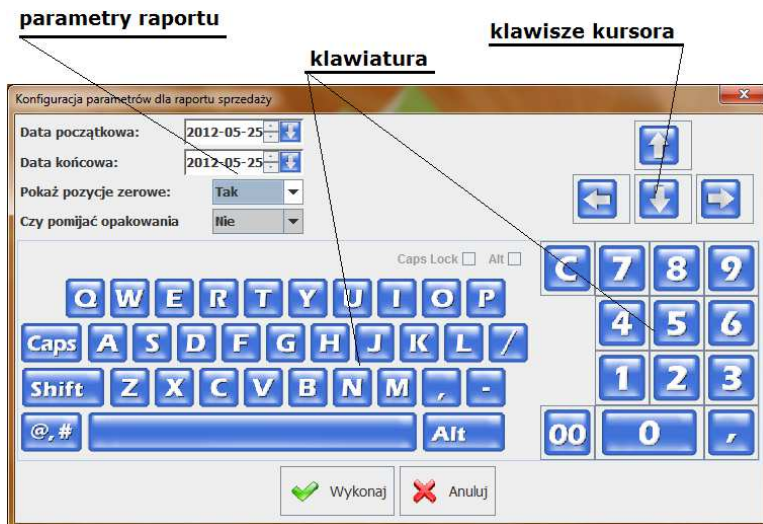 parametry raportu
klawiatura
klawisze kursora
Konfiguracja parametrów dla raportu sprzedaży
x
Data początkowa: 2012-05-25
Data końcowa: 2012-05-25
Pokaż pozycje zerowe: Tak
Czy pomijać opakowania Nie
Caps Lock Alt
Q W E R T Y U I O P
Caps A S D F G H J K L /
Shift Z X C V B N M , -
@,# Alt
C 7 8 9
4 5 6
1 2 3
00 0 ,
Wykonaj Anuluj